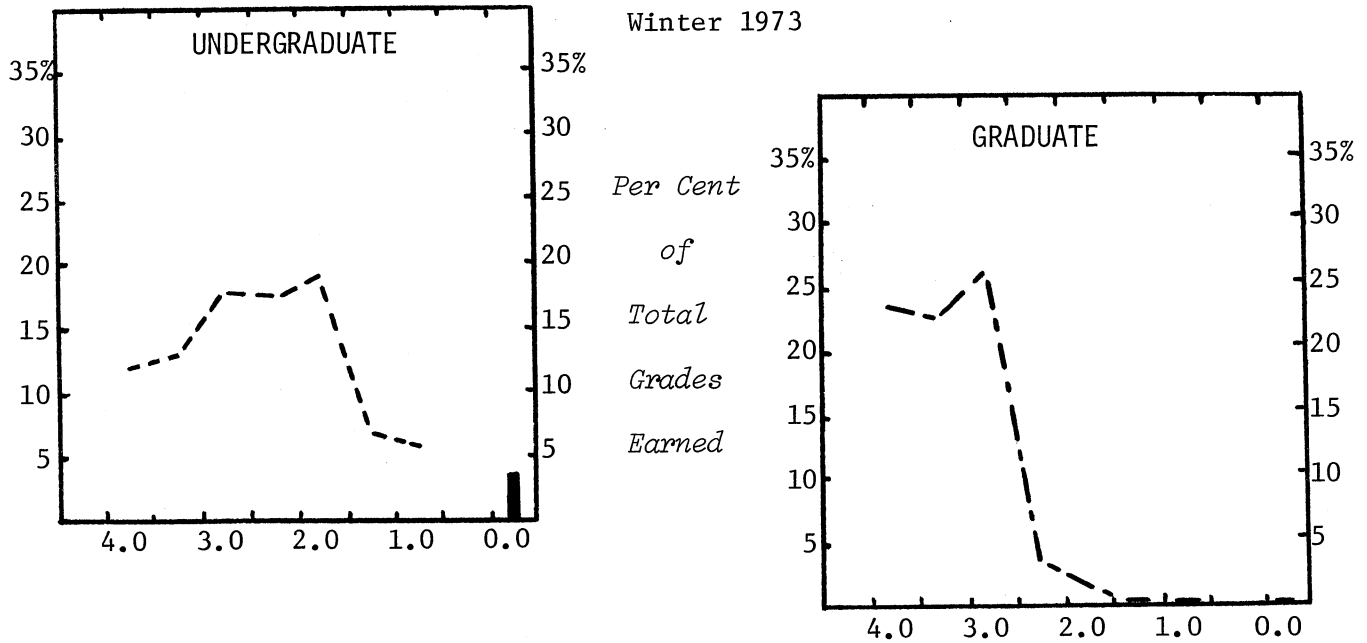 Winter 1973
UNDERGRADUATE
35% 35%
30 30
25 25
20 20
15 15
10 10
5 5
4.0 3.0 2.0 1.0 0.0
Per Cent
of
Total
Grades
Earned
GRADUATE
35% 35%
30 30
25 25
20 20
15 15
10 10
5 5
4.0 3.0 2.0 1.0 0.0